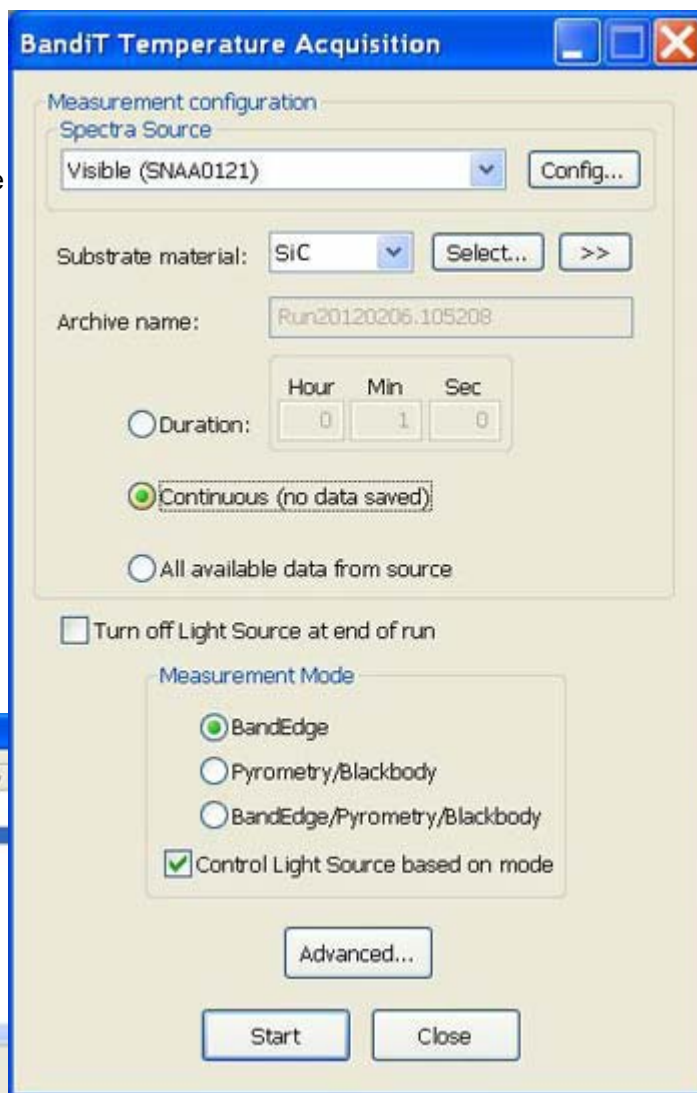 BandiT Temperature Acquisition
Measurement configuration
Spectra Source
Visible (SNAA0121)
Config...
Substrate material:
SiC
Select...
>>
Archive name:
Run20120206.105208
Hour Min Sec
Duration:
0 1 0
Continuous (no data saved)
All available data from source
Turn off Light Source at end of run
Measurement Mode
BandEdge
Pyrometry/Blackbody
BandEdge/Pyrometry/Blackbody
Control Light Source based on mode
Advanced...
Start
Close